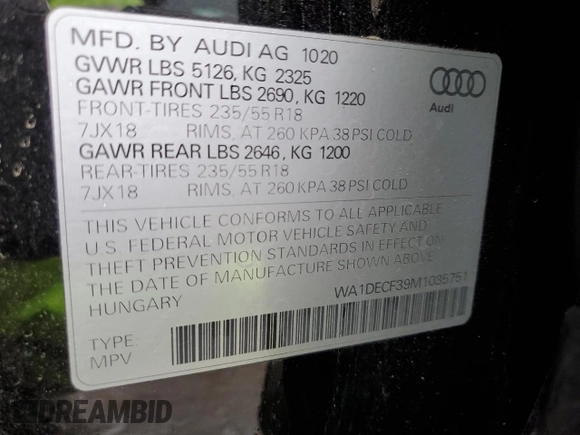 MFD. BY AUDI AG 1020
GVWR LBS 5126, KG 2325
GAWR FRONT LBS 2690, KG 1220
FRONT-TIRES 235/55 R18
7JX18 RIMS, AT 260 KPA 38 PSI COLD
GAWR REAR LBS 2646, KG 1200
REAR-TIRES 235/55 R18
7JX18 RIMS, AT 260 KPA 38 PSI COLD
Audi
THIS VEHICLE CONFORMS TO ALL APPLICABLE
U.S. FEDERAL MOTOR VEHICLE SAFETY AND
THEFT PREVENTION STANDARDS IN EFFECT ON
THE DATE OF MANUFACTURE SHOWN ABOVE
HUNGARY
WA1DECF39M1035751
TYPE:
MPV
DREAMBID